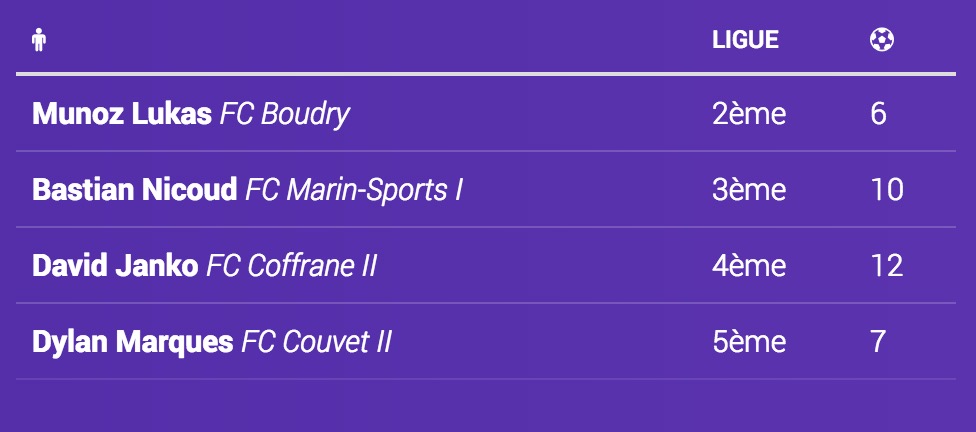 LIGUE
Munoz Lukas FC Boudry 2ème 6
Bastian Nicoud FC Marin-Sports I 3ème 10
David Janko FC Coffrane II 4ème 12
Dylan Marques FC Couvet II 5ème 7